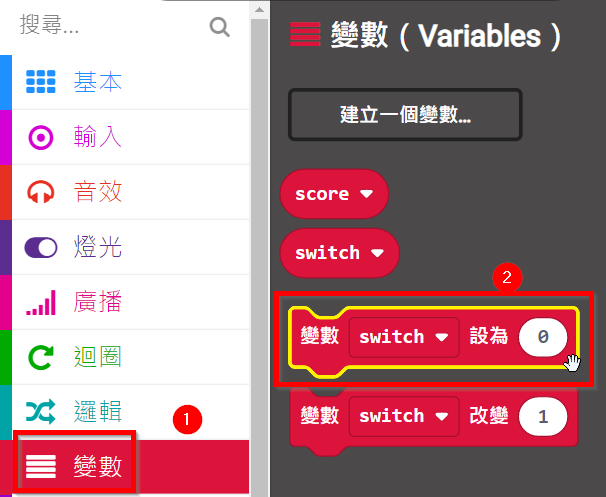 搜尋...
基本
輸入
音效
燈光
廣播
迴圈
邏輯
1
變數
變數（Variables）
建立一個變數...
score
switch
2
變數 switch 設為 0
變數 switch 改變 1